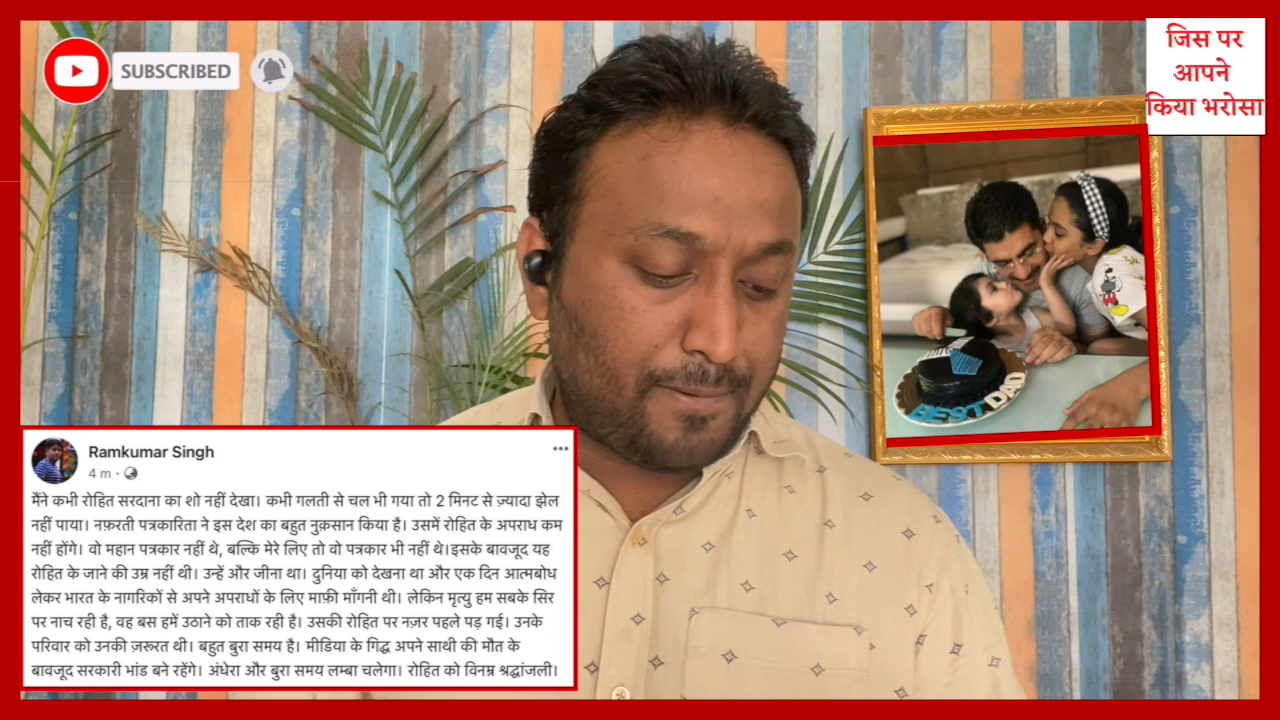 SUBSCRIBED
जिस पर
आपने
किया भरोसा
BEST DAD
Ramkumar Singh
4 m
मैंने कभी रोहित सरदाना का शो नहीं देखा। कभी गलती से चल भी गया तो 2 मिनट से ज़्यादा झेल
नहीं पाया। नफ़रती पत्रकारिता ने इस देश का बहुत नुक़सान किया है। उसमें रोहित के अपराध कम
नहीं होंगे। वो महान पत्रकार नहीं थे, बल्कि मेरे लिए तो वो पत्रकार भी नहीं थे।इसके बावजूद यह
रोहित के जाने की उम्र नहीं थी। उन्हें और जीना था। दुनिया को देखना था और एक दिन आत्मबोध
लेकर भारत के नागरिकों से अपने अपराधों के लिए माफ़ी माँगनी थी। लेकिन मृत्यु हम सबके सिर
पर नाच रही है, वह बस हमें उठाने को ताक रही है। उसकी रोहित पर नज़र पहले पड़ गई। उनके
परिवार को उनकी ज़रूरत थी। बहुत बुरा समय है। मीडिया के गिद्ध अपने साथी की मौत के
बावजूद सरकारी भांड बने रहेंगे। अंधेरा और बुरा समय लम्बा चलेगा। रोहित को विनम्र श्रद्धांजली।